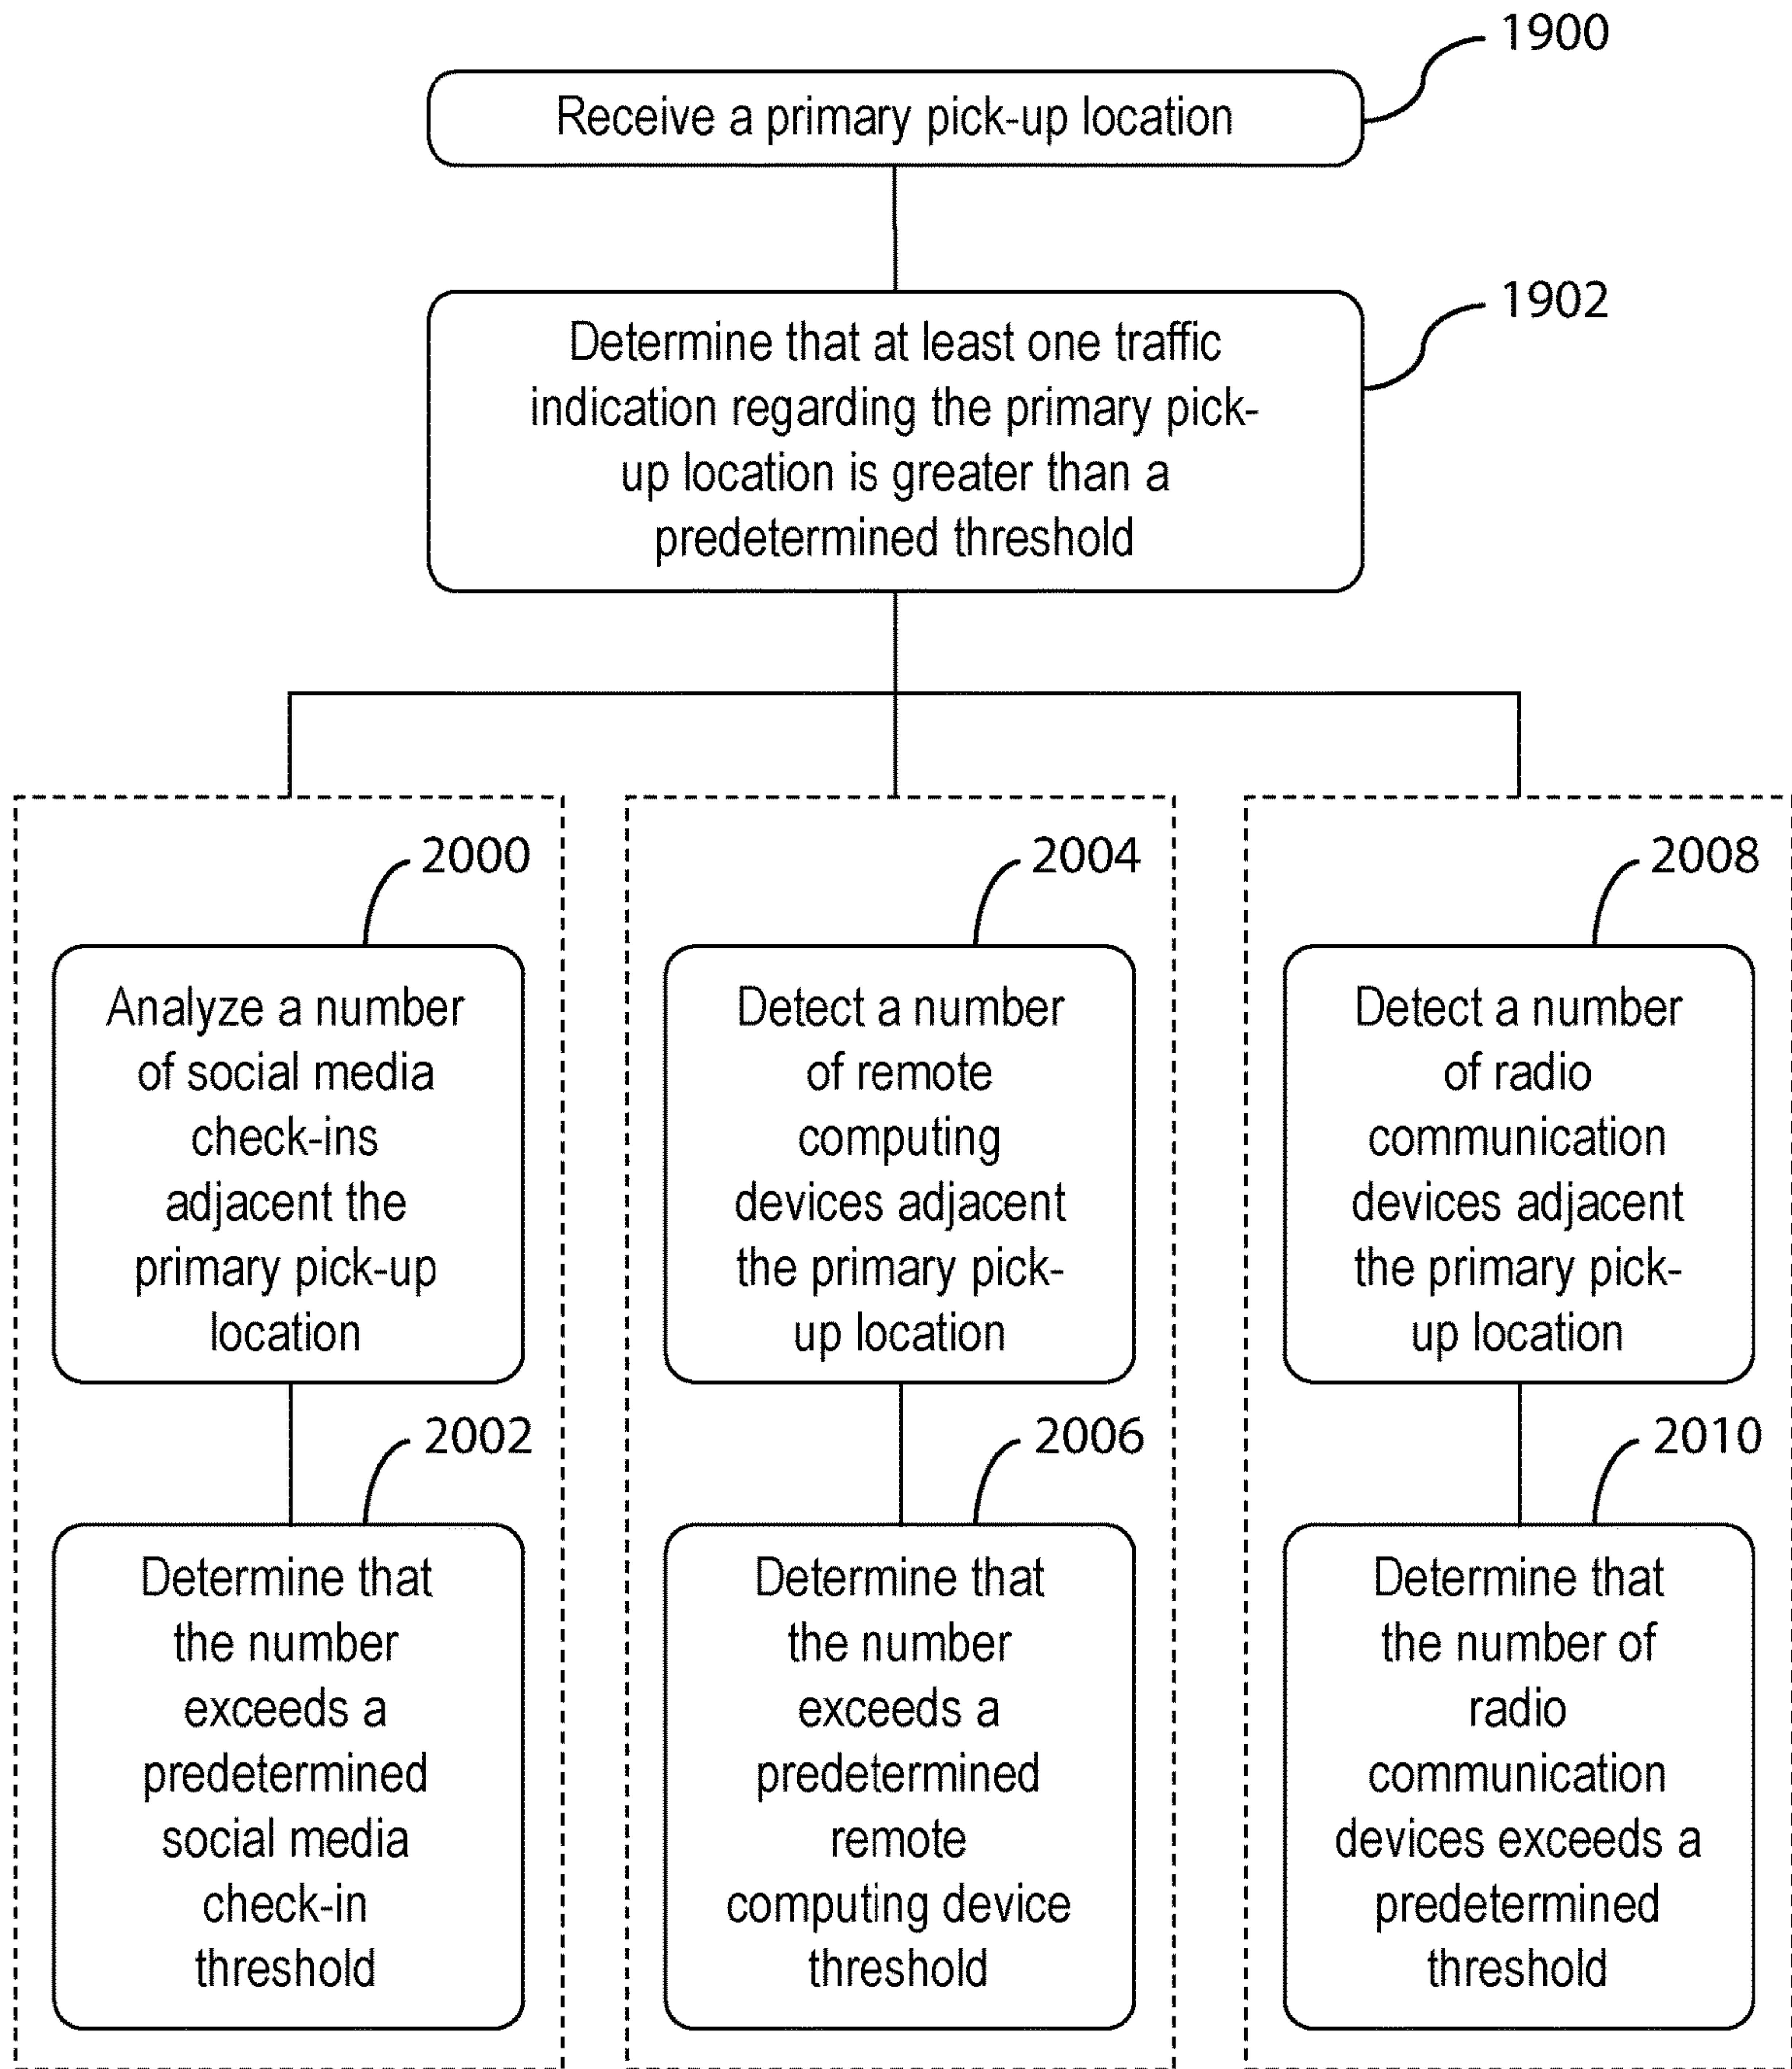 1900
Receive a primary pick-up location
1902
Determine that at least one traffic
indication regarding the primary pick-
up location is greater than a
predetermined threshold
2000
Analyze a number
of social media
check-ins
adjacent the
primary pick-up
location
2002
Determine that
the number
exceeds a
predetermined
social media
check-in
threshold
2004
Detect a number
of remote
computing
devices adjacent
the primary pick-
up location
2006
Determine that
the number
exceeds a
predetermined
remote
computing device
threshold
2008
Detect a number
of radio
communication
devices adjacent
the primary pick-
up location
2010
Determine that
the number of
radio
communication
devices exceeds a
predetermined
threshold